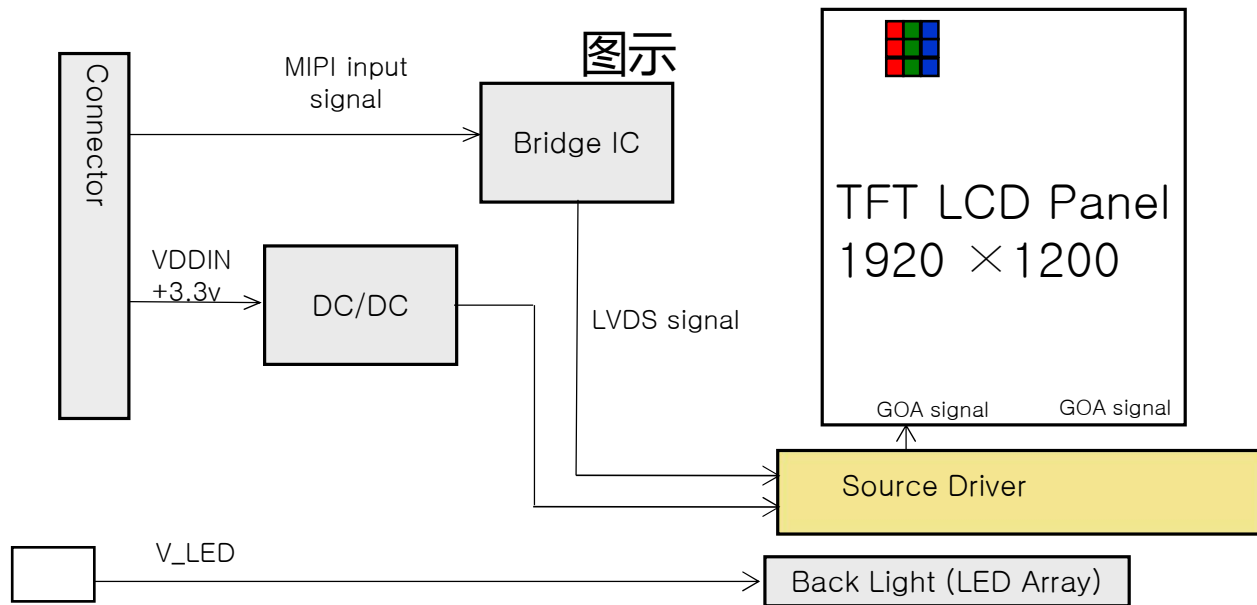 图示
MIPI input
signal
Connector
Bridge IC
TFT LCD Panel
1920 ×1200
VDDIN
+3.3v
DC/DC
LVDS signal
GOA signal
GOA signal
Source Driver
V_LED
Back Light (LED Array)